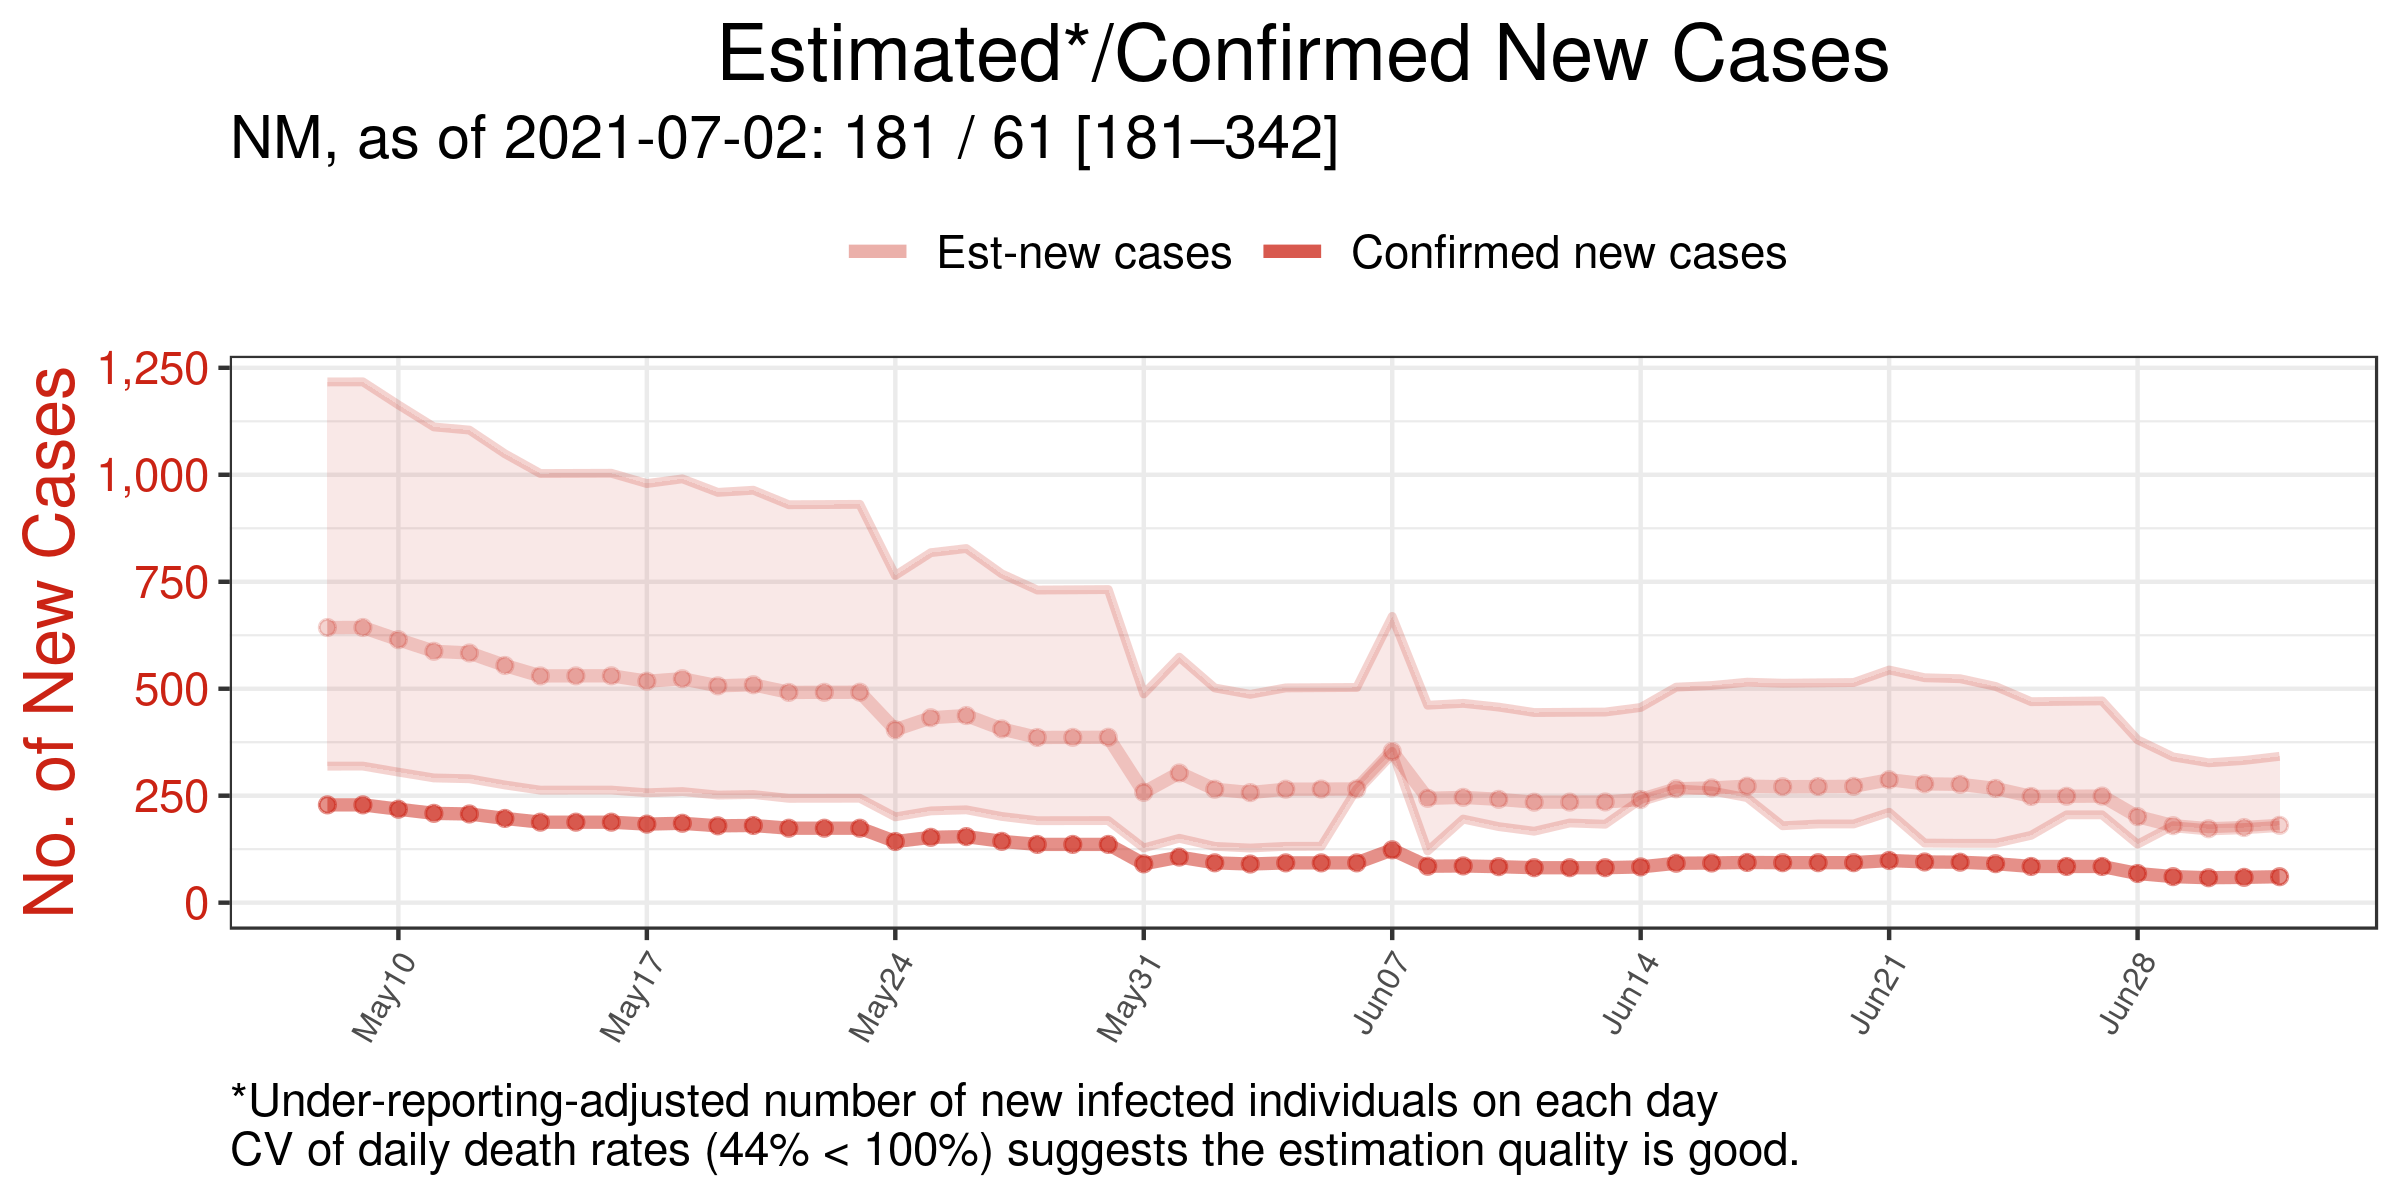 Estimated*/Confirmed New Cases
NM, as of 2021-07-02: 181 / 61 [181–342]
Est-new cases
Confirmed new cases
No. of New Cases
1,250
1,000
750
500
250
0
May10
May17
May24
May31
Jun07
Jun14
Jun21
Jun28
*Under-reporting-adjusted number of new infected individuals on each day
CV of daily death rates (44% < 100%) suggests the estimation quality is good.